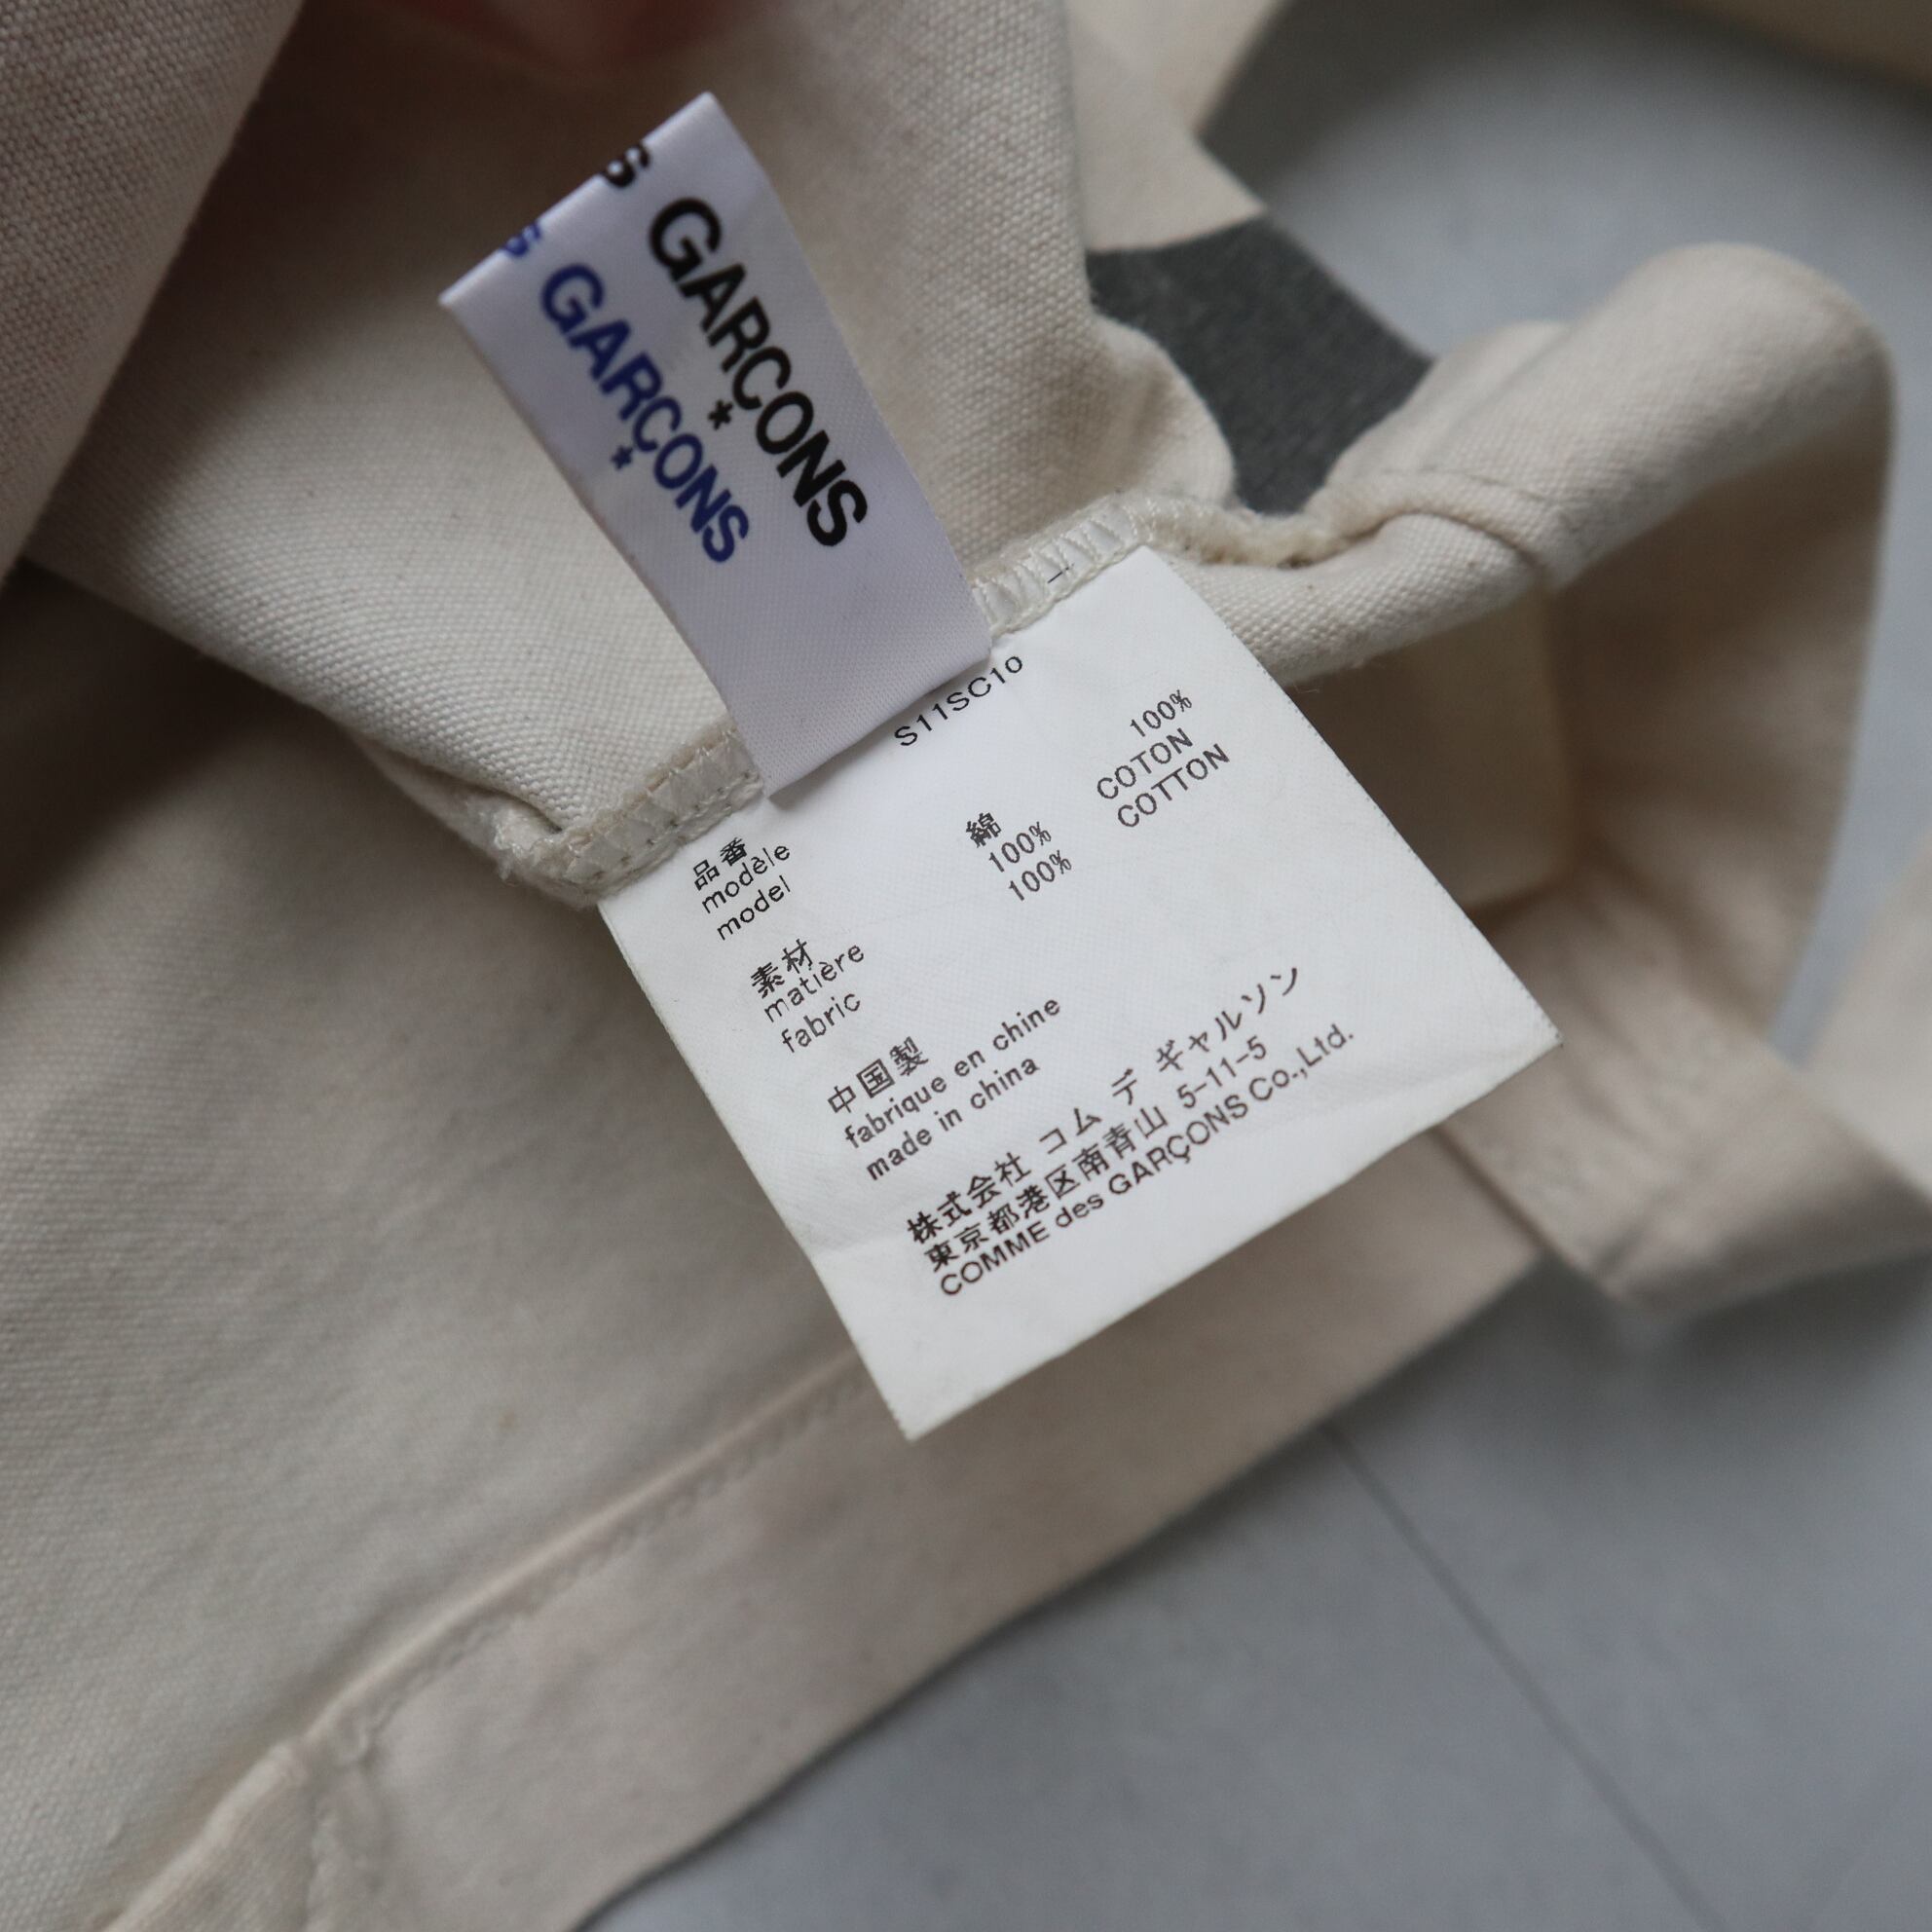 s GARÇONS
*
s GARÇONS
*
品番
modèle
model
S11SC10
素材
matière
fabric
綿
100%
100%
100%
COTON
COTTON
中国製
fabrique en chine
made in china
株式会社 コム デ ギャルソン
東京都港区南青山 5-11-5
COMME des GARÇONS Co.,Ltd.